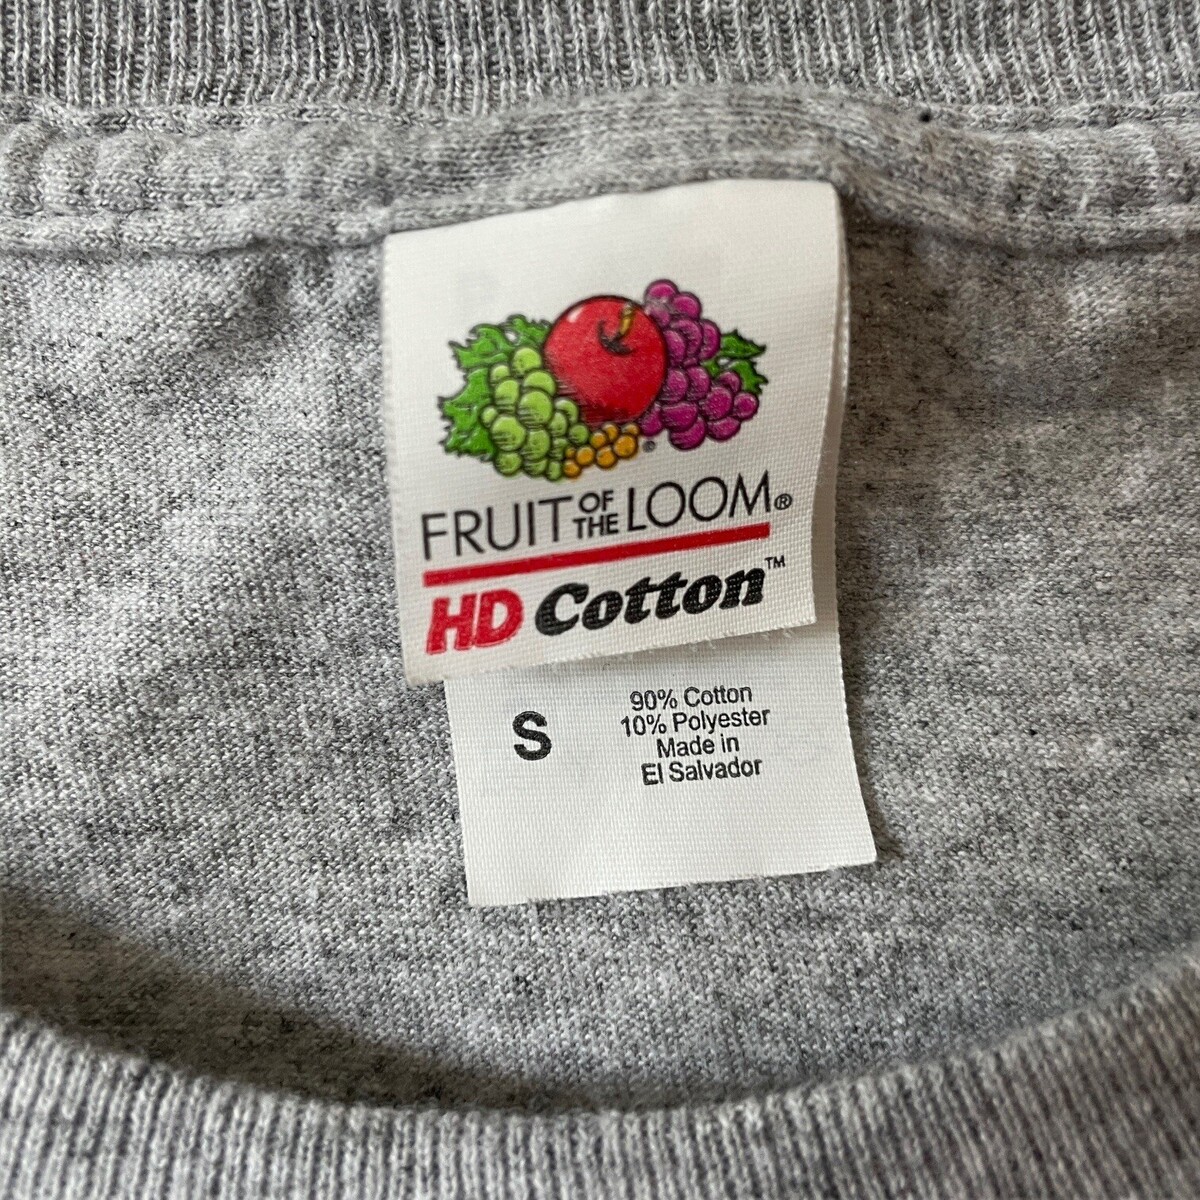 FRUIT OF THE LOOM®
HD Cotton™
S
90% Cotton
10% Polyester
Made in
El Salvador